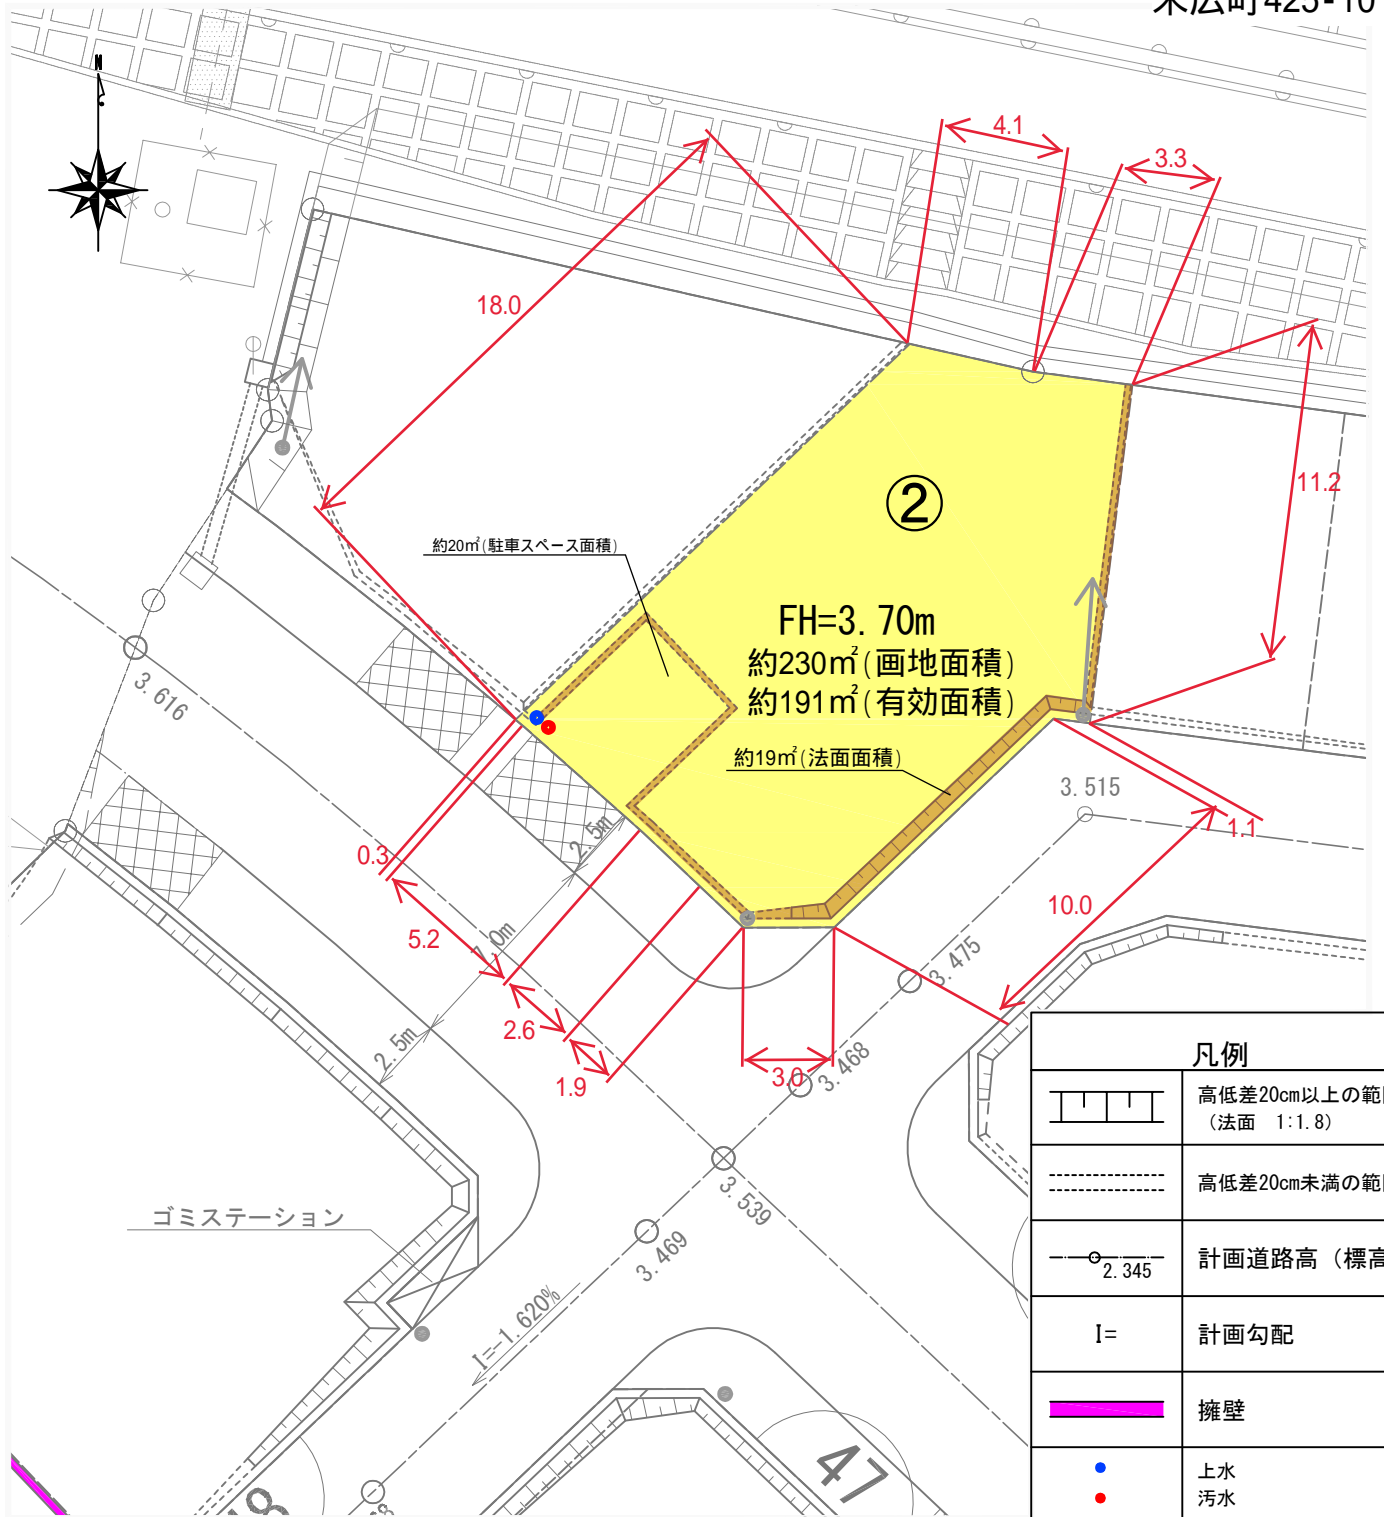 末広町425-10
N
4.1
3.3
18.0
11.2
②
約20㎡(駐車スペース面積)
FH=3.70m
約230㎡(画地面積)
約191㎡(有効面積)
約19㎡(法面面積)
3.616
3.515
1.1
0.3
2.5m
10.0
5.2
7.0m
3.475
2.6
2.5m
1.9
3.0
3.468
3.539
3.469
ゴミステーション
I=-1.620%
47
凡例
高低差20cm以上の範
(法面 1:1.8)
高低差20cm未満の範
2.345
計画道路高（標高
I=
計画勾配
擁壁
上水
汚水